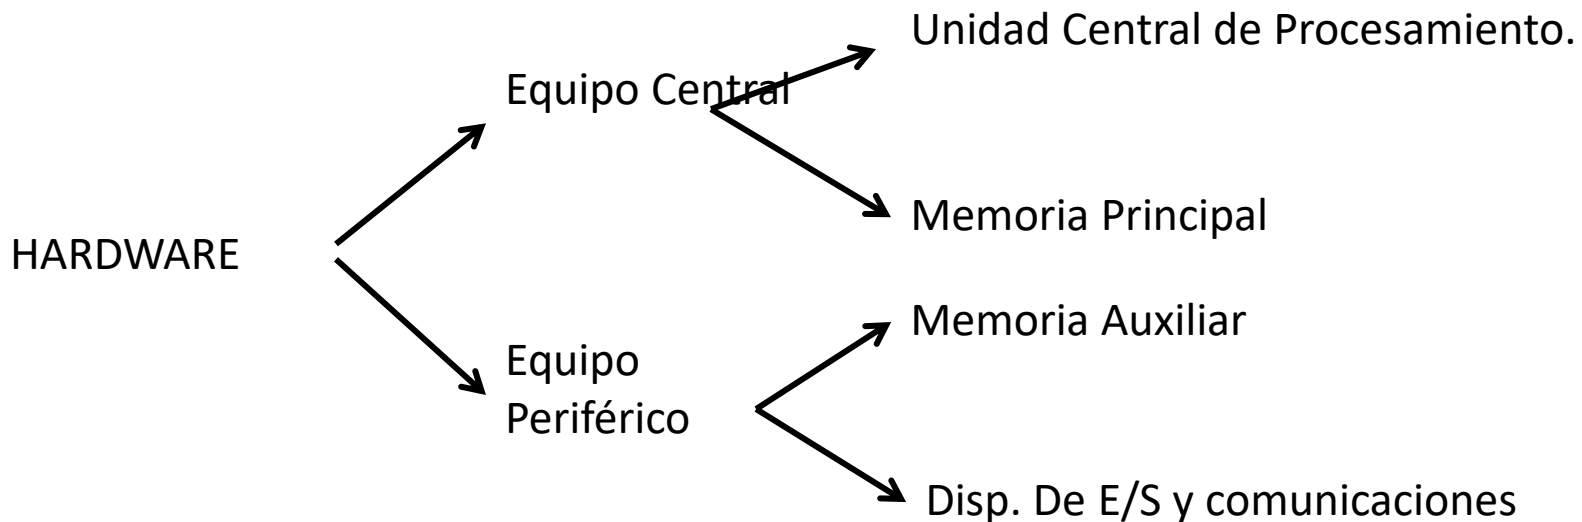 Unidad Central de Procesamiento.
Equipo Central
Memoria Principal
HARDWARE
Memoria Auxiliar
Equipo
Periférico
Disp. De E/S y comunicaciones